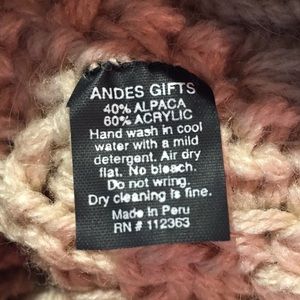 ANDES GIFTS
40% ALPACA
60% ACRYLIC
Hand wash in cool
water with a mild
detergent. Air dry
flat. No bleach.
Do not wring.
Dry cleaning is fine.
Made in Peru
RN # 112363